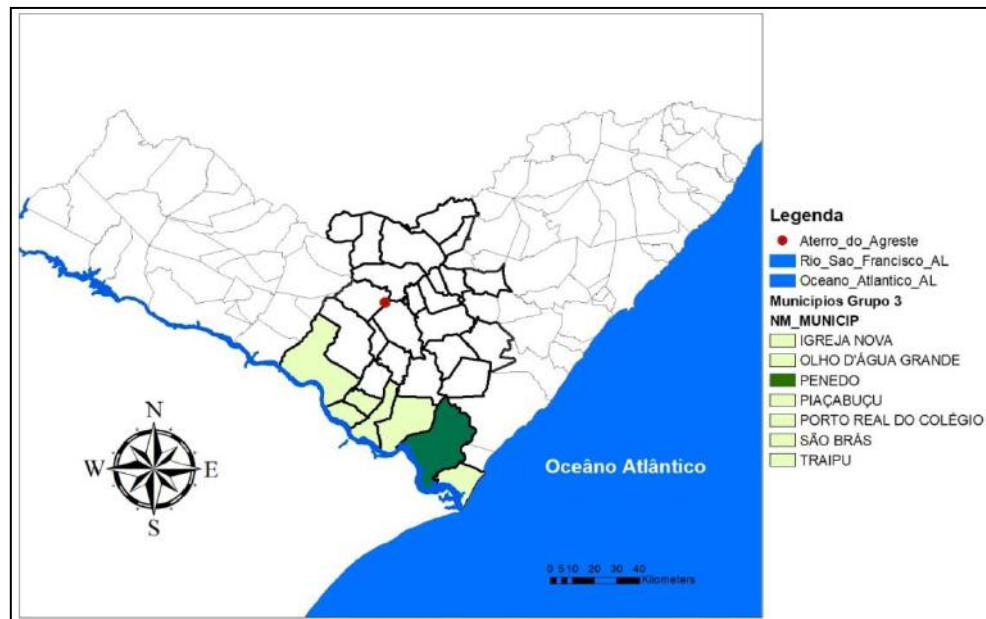 Legenda
Aterro_do_Agreste
Rio_Sao_Francisco_AL
Oceano_Atlantico_AL
Municípios Grupo 3
NM_MUNICIP
IGREJA NOVA
OLHO D'ÁGUA GRANDE
PENEDO
PIAÇABUÇU
PORTO REAL DO COLÉGIO
SÃO BRÁS
TRAIPU
N
W E
S
Oceâno Atlântico
0 5 10 20 30 40
Kilometers